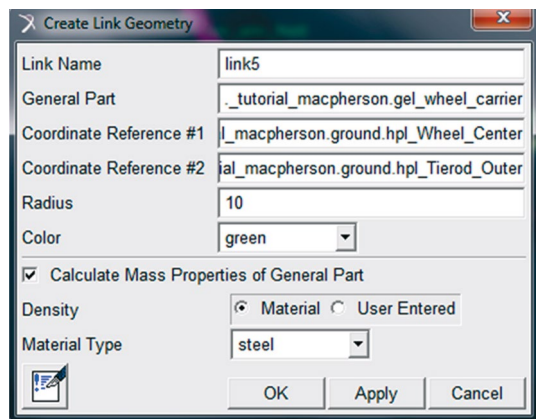 Create Link Geometry
Link Name link5
General Part ._tutorial_macpherson.gel_wheel_carrier
Coordinate Reference #1 l_macpherson.ground.hpl_Wheel_Center
Coordinate Reference #2 ial_macpherson.ground.hpl_Tierod_Outer
Radius 10
Color green
Calculate Mass Properties of General Part
Density Material User Entered
Material Type steel
OK Apply Cancel